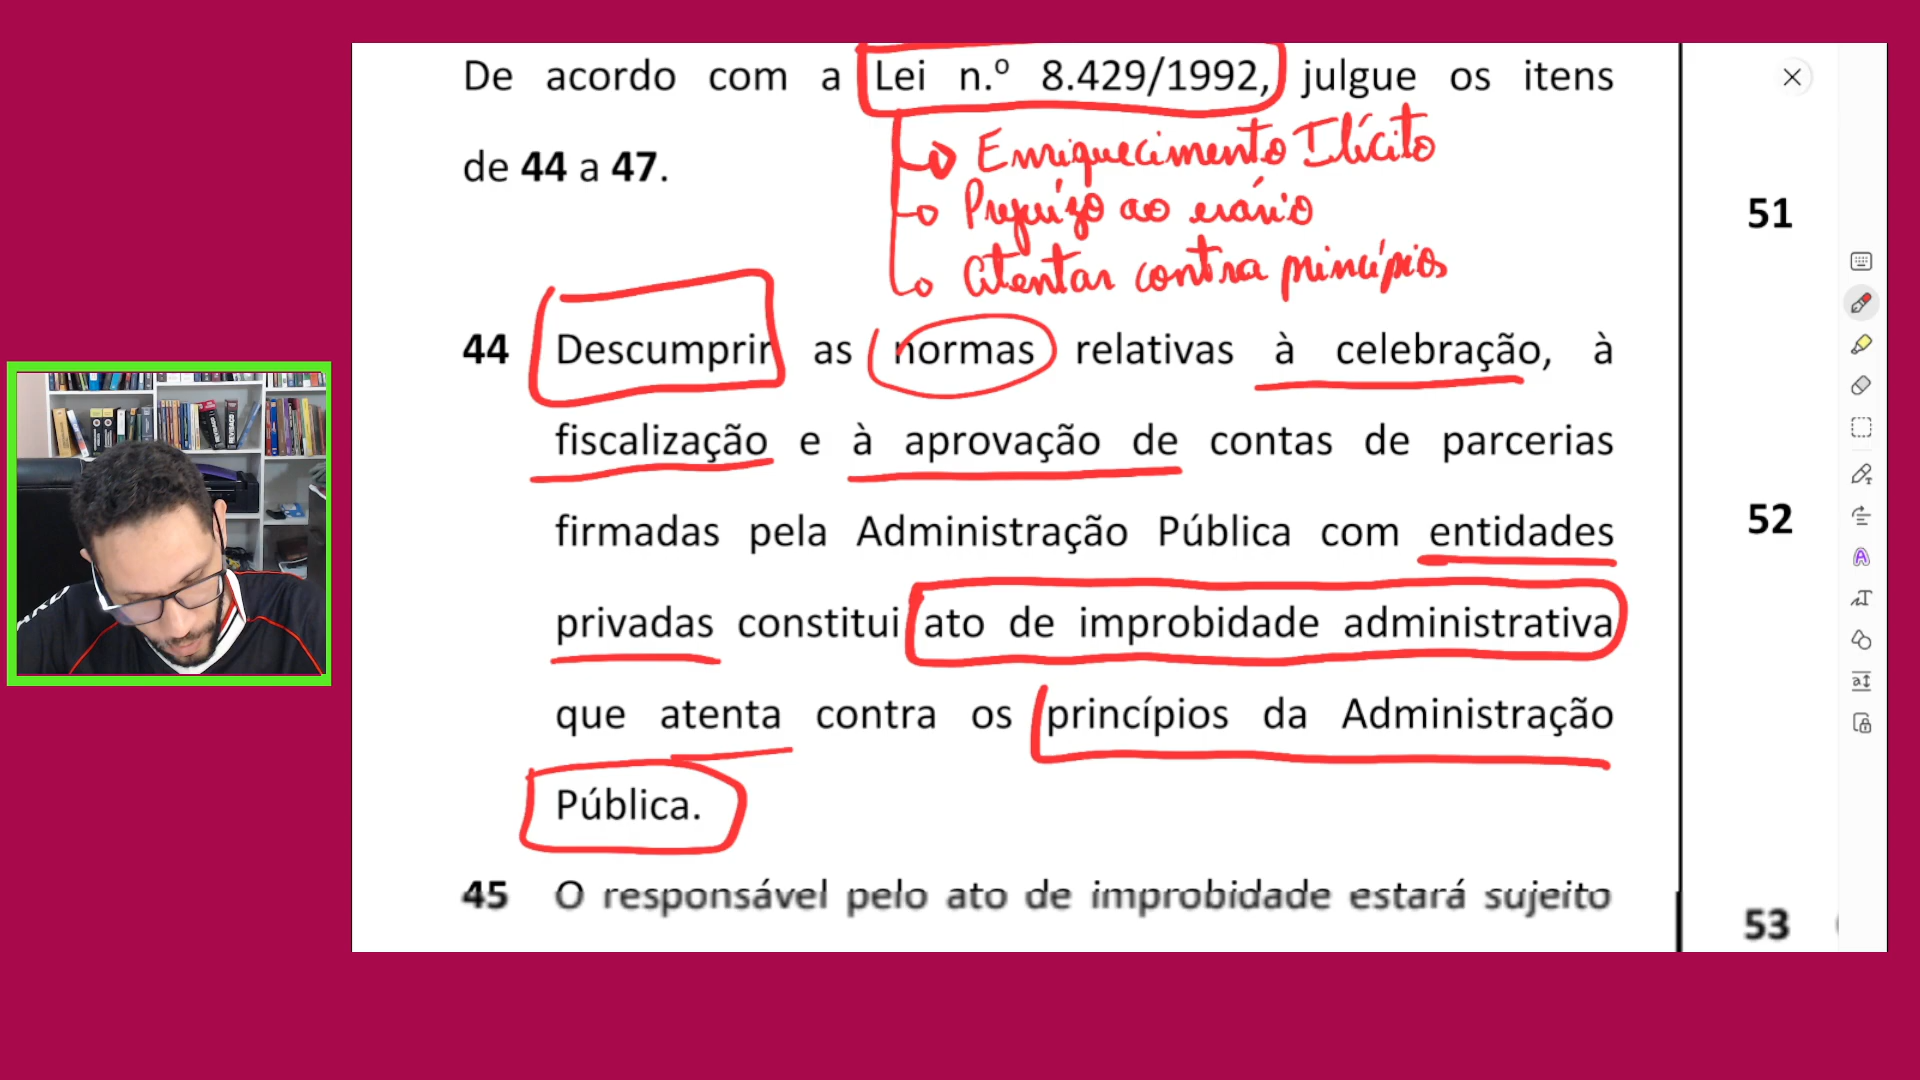 De acordo com a Lei n.º 8.429/1992, julgue os itens
de 44 a 47.
Enriquecimento Ilícito
Prejuízo ao erário
Atentar contra princípios
44 Descumprir as normas relativas à celebração, à
fiscalização e à aprovação de contas de parcerias
firmadas pela Administração Pública com entidades
privadas constitui ato de improbidade administrativa
que atenta contra os princípios da Administração
Pública.
45 O responsável pelo ato de improbidade estará sujeito
51
52
53